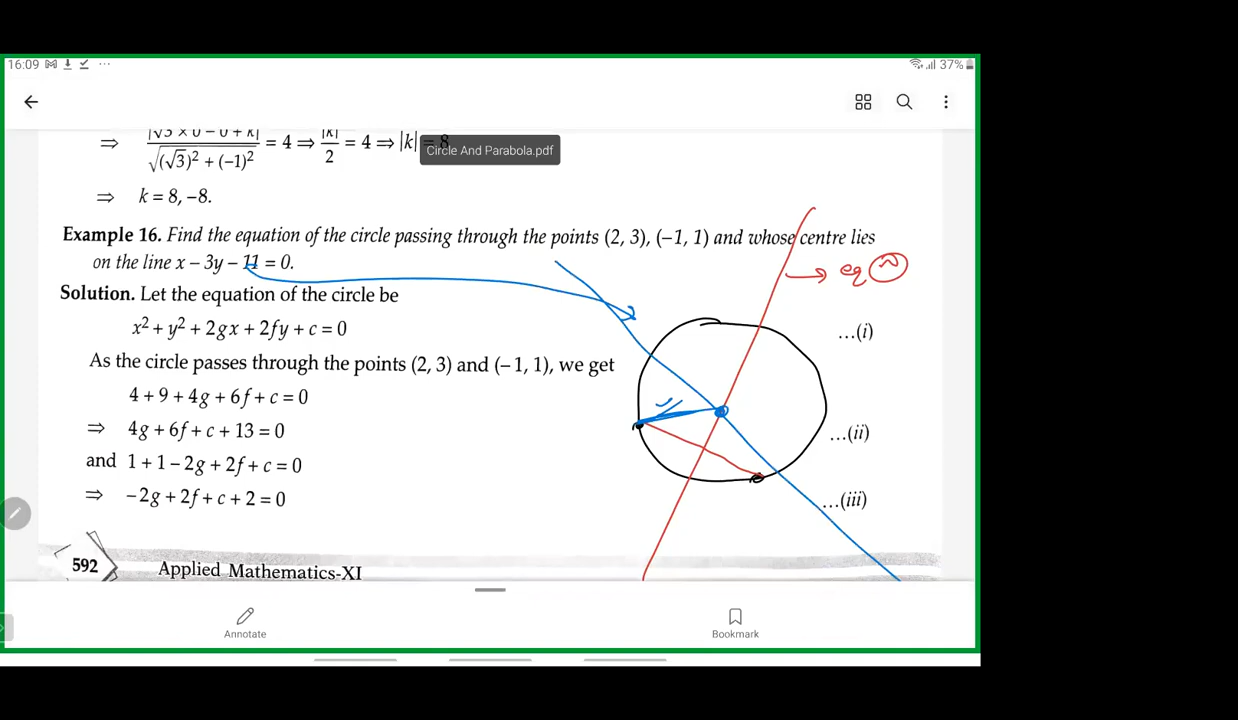 16:09 ...
37%
⇒ |√3 × 0 − 0 + k| / √((√3)² + (−1)²) = 4 ⇒ |k|/2 = 4 ⇒ |k| = 8
Circle And Parabola.pdf
⇒ k = 8, −8.
Example 16. Find the equation of the circle passing through the points (2, 3), (−1, 1) and whose centre lies
on the line x − 3y − 11 = 0.
eq
Solution. Let the equation of the circle be
x² + y² + 2gx + 2fy + c = 0 ...(i)
As the circle passes through the points (2, 3) and (−1, 1), we get
4 + 9 + 4g + 6f + c = 0
⇒ 4g + 6f + c + 13 = 0 ...(ii)
and 1 + 1 − 2g + 2f + c = 0
⇒ −2g + 2f + c + 2 = 0 ...(iii)
592 Applied Mathematics-XI
Annotate
Bookmark